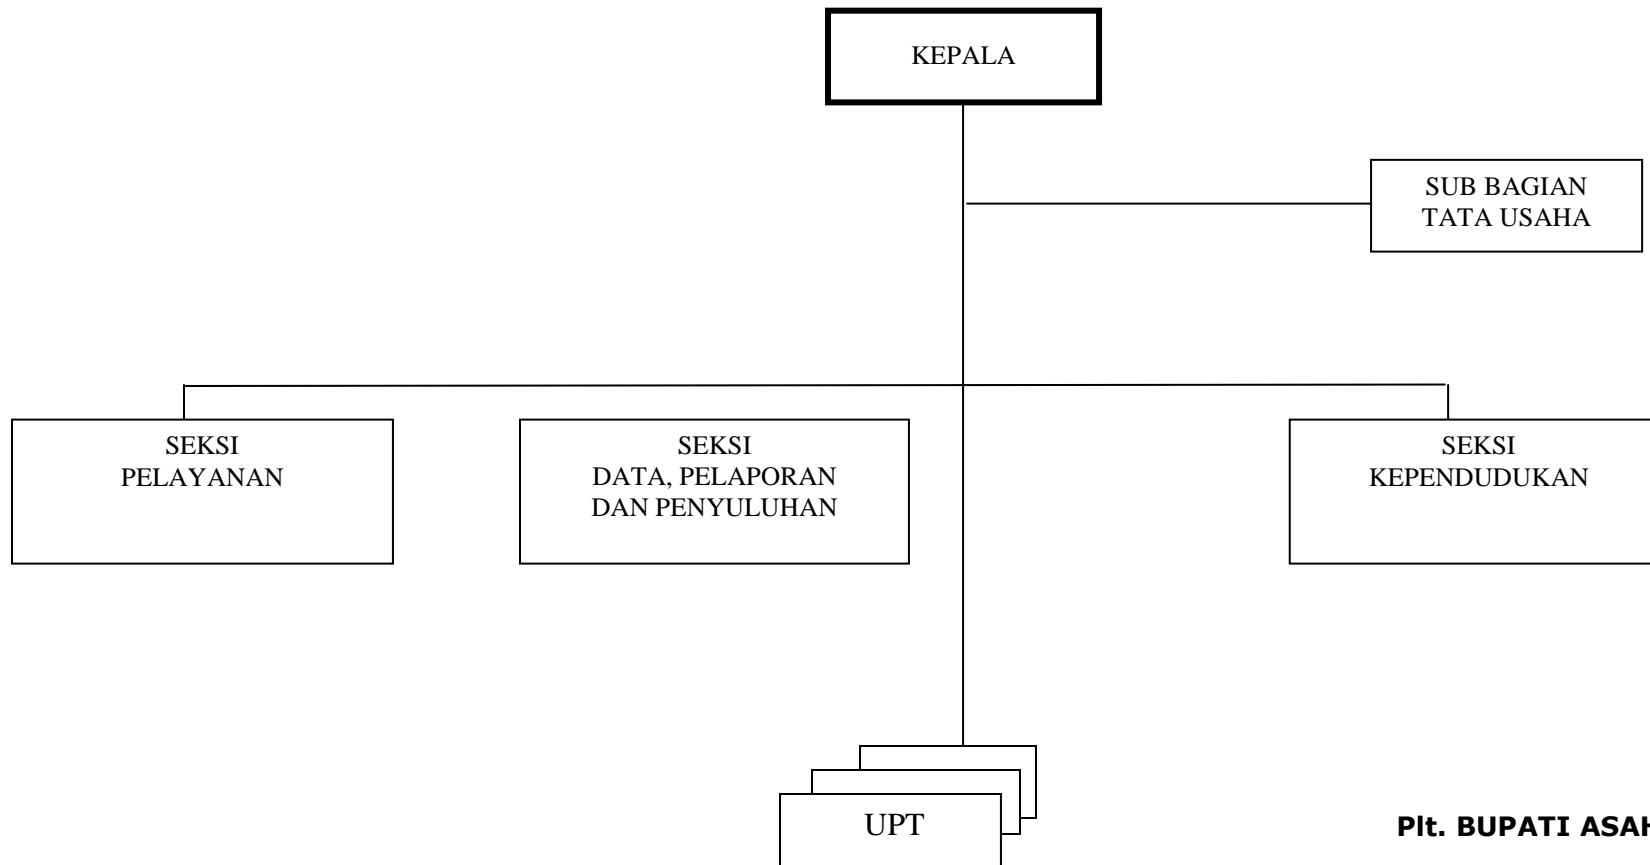 KEPALA
SUB BAGIAN
TATA USAHA
SEKSI
PELAYANAN
SEKSI
DATA, PELAPORAN
DAN PENYULUHAN
SEKSI
KEPENDUDUKAN
UPT
Plt. BUPATI